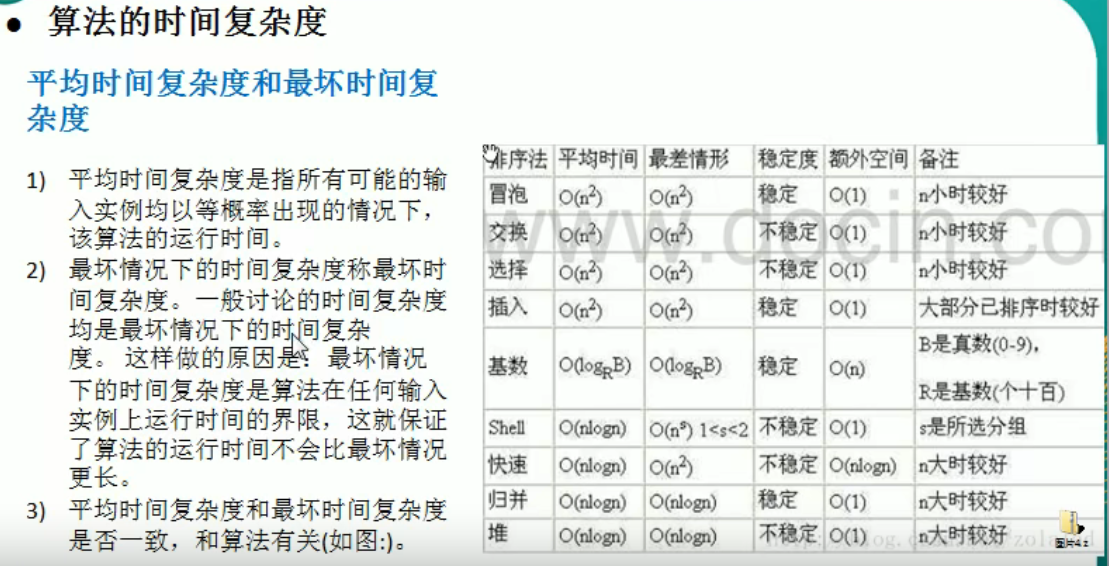 ● 算法的时间复杂度
平均时间复杂度和最坏时间复
杂度
1) 平均时间复杂度是指所有可能的输
入实例均以等概率出现的情况下，
该算法的运行时间。
2) 最坏情况下的时间复杂度称最坏时
间复杂度。一般讨论的时间复杂度
均是最坏情况下的时间复杂
度。 这样做的原因是：最坏情况
下的时间复杂度是算法在任何输入
实例上运行时间的界限，这就保证
了算法的运行时间不会比最坏情况
更长。
3) 平均时间复杂度和最坏时间复杂度
是否一致，和算法有关(如图:)。
排序法 平均时间 最差情形 稳定度 额外空间 备注
冒泡 O(n²) O(n²) 稳定 O(1) n小时较好
交换 O(n²) O(n²) 不稳定 O(1) n小时较好
选择 O(n²) O(n²) 不稳定 O(1) n小时较好
插入 O(n²) O(n²) 稳定 O(1) 大部分已排序时较好
基数 O(logRB) O(logRB) 稳定 O(n) B是真数(0-9)，
R是基数(个十百)
Shell O(nlogn) O(nˢ) 1<s<2 不稳定 O(1) s是所选分组
快速 O(nlogn) O(n²) 不稳定 O(nlogn) n大时较好
归并 O(nlogn) O(nlogn) 稳定 O(1) n大时较好
堆 O(nlogn) O(nlogn) 不稳定 O(1) n大时较好
www.docin.co